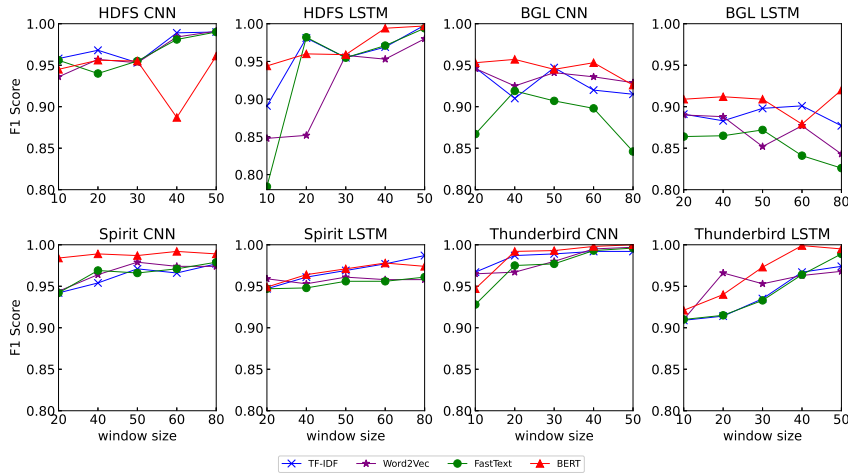 HDFS CNN HDFS LSTM BGL CNN BGL LSTM
1.00 1.00 1.00 1.00
0.95 0.95 0.95 0.95
0.90 0.90 0.90 0.90
0.85 0.85 0.85 0.85
0.80 0.80 0.80 0.80
F1 Score
10 20 30 40 50 10 20 30 40 50 20 40 50 60 80 20 40 50 60 80
Spirit CNN Spirit LSTM Thunderbird CNN Thunderbird LSTM
1.00 1.00 1.00 1.00
0.95 0.95 0.95 0.95
0.90 0.90 0.90 0.90
0.85 0.85 0.85 0.85
0.80 0.80 0.80 0.80
F1 Score
20 40 50 60 80 20 40 50 60 80 10 20 30 40 50 10 20 30 40 50
window size window size window size window size
TF-IDF Word2Vec FastText BERT